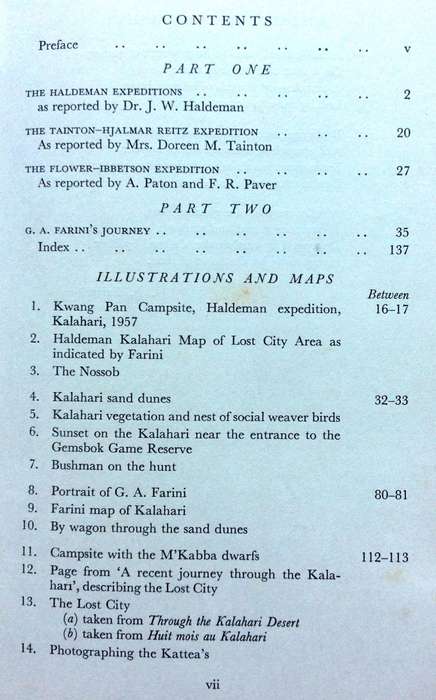 CONTENTS
Preface .. .. .. .. .. .. .. v
PART ONE
THE HALDEMAN EXPEDITIONS .. .. .. .. .. 2
as reported by Dr. J. W. Haldeman
THE TAINTON–HJALMAR REITZ EXPEDITION .. .. .. 20
As reported by Mrs. Doreen M. Tainton
THE FLOWER–IBBETSON EXPEDITION .. .. .. .. 27
As reported by A. Paton and F. R. Paver
PART TWO
G. A. FARINI'S JOURNEY .. .. .. .. .. .. 35
Index .. .. .. .. .. .. .. .. 137
ILLUSTRATIONS AND MAPS
Between
1. Kwang Pan Campsite, Haldeman expedition, 16–17
Kalahari, 1957
2. Haldeman Kalahari Map of Lost City Area as
indicated by Farini
3. The Nossob
4. Kalahari sand dunes 32–33
5. Kalahari vegetation and nest of social weaver birds
6. Sunset on the Kalahari near the entrance to the
Gemsbok Game Reserve
7. Bushman on the hunt
8. Portrait of G. A. Farini 80–81
9. Farini map of Kalahari
10. By wagon through the sand dunes
11. Campsite with the M'Kabba dwarfs 112–113
12. Page from 'A recent journey through the Kala-
hari', describing the Lost City
13. The Lost City
(a) taken from Through the Kalahari Desert
(b) taken from Huit mois au Kalahari
14. Photographing the Kattea's
vii